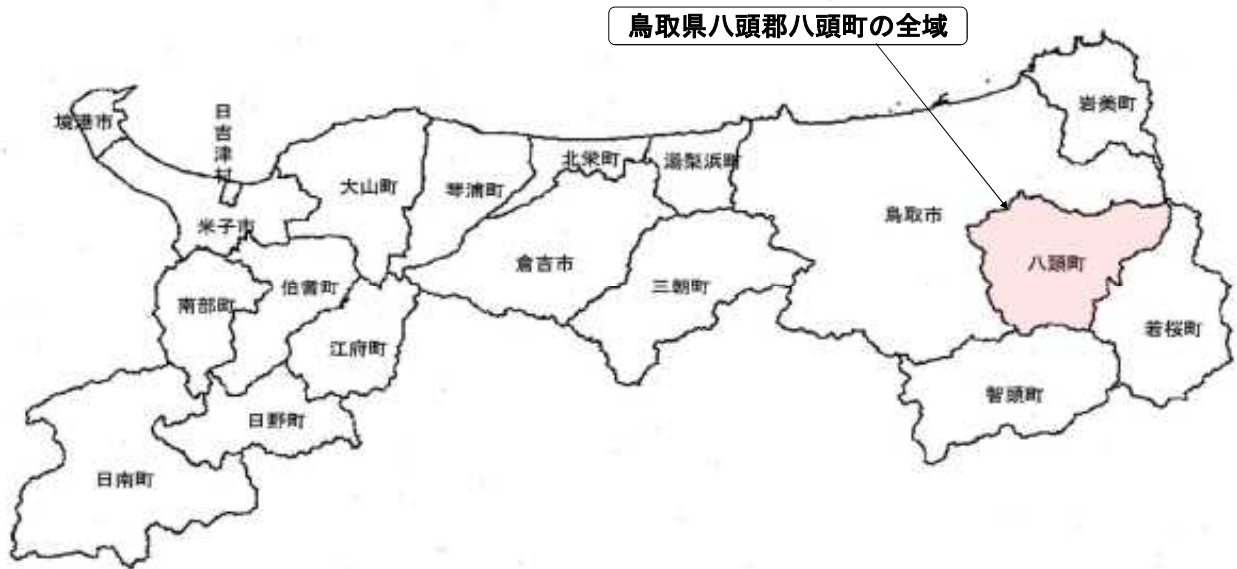 鳥取県八頭郡八頭町の全域
境港市
日吉津村
米子市
大山町
琴浦町
北栄町
湯梨浜町
鳥取市
岩美町
八頭町
倉吉市
三朝町
南部町
伯耆町
江府町
若桜町
智頭町
日野町
日南町